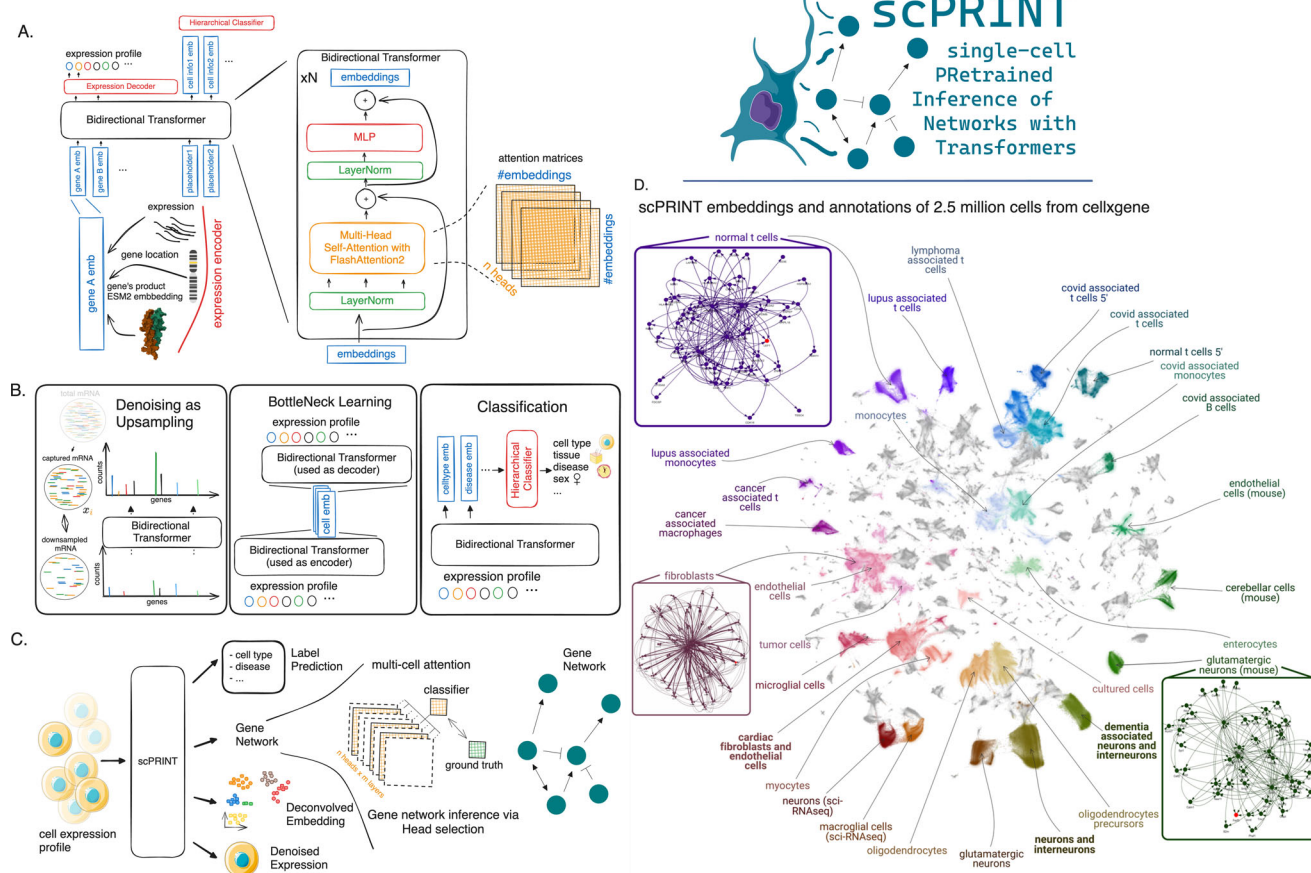 A.
Hierarchical Classifier
expression profile
...
cell info1 emb
cell info2 emb
...
Expression Decoder
Bidirectional Transformer
gene A emb
gene B emb
...
placeholder1
placeholder2
expression
gene location
gene's product
ESM2 embbedding
gene A emb
expression encoder
Bidirectional Transformer
xN
embeddings
+
MLP
LayerNorm
+
Multi-Head
Self-Attention with
FlashAttention2
LayerNorm
embeddings
attention matrices
#embeddings
#embeddings
n heads
scPRINT
single-cell
PRetrained
Inference of
Networks with
Transformers
B.
total mRNA
captured mRNA
downsampled
mRNA
Denoising as
Upsampling
counts
genes
Bidirectional
Transformer
counts
genes
BottleNeck Learning
expression profile
...
Bidirectional Transformer
(used as decoder)
cell emb
Bidirectional Transformer
(used as encoder)
expression profile
...
Classification
celltype emb
disease emb
...
Hierarchical
Classifier
cell type
tissue
disease
sex ♀
...
Bidirectional Transformer
expression profile
...
C.
cell expression
profile
scPRINT
- cell type
- disease
- ...
Label
Prediction
Gene
Network
Deconvolved
Embedding
Denoised
Expression
multi-cell attention
classifier
n heads x m layers
ground truth
Gene network inference via
Head selection
Gene
Network
D.
scPRINT embeddings and annotations of 2.5 million cells from cellxgene
normal t cells
lymphoma
associated t
cells
lupus associated
t cells
covid associated
t cells 5'
covid associated
t cells
normal t cells 5'
covid associated
monocytes
covid associated
B cells
monocytes
lupus associated
monocytes
cancer
associated t
cells
cancer
associated
macrophages
endothelial
cells (mouse)
fibroblasts
endothelial
cells
cerebellar cells
(mouse)
tumor cells
enterocytes
microglial cells
cultured cells
glutamatergic
neurons (mouse)
cardiac
fibroblasts and
endothelial
cells
dementia
associated
neurons and
interneurons
myocytes
neurons (sci-
RNAseq)
macroglial cells
(sci-RNAseq)
oligodendrocytes
glutamatergic
neurons
neurons and
interneurons
oligodendrocytes
precursors